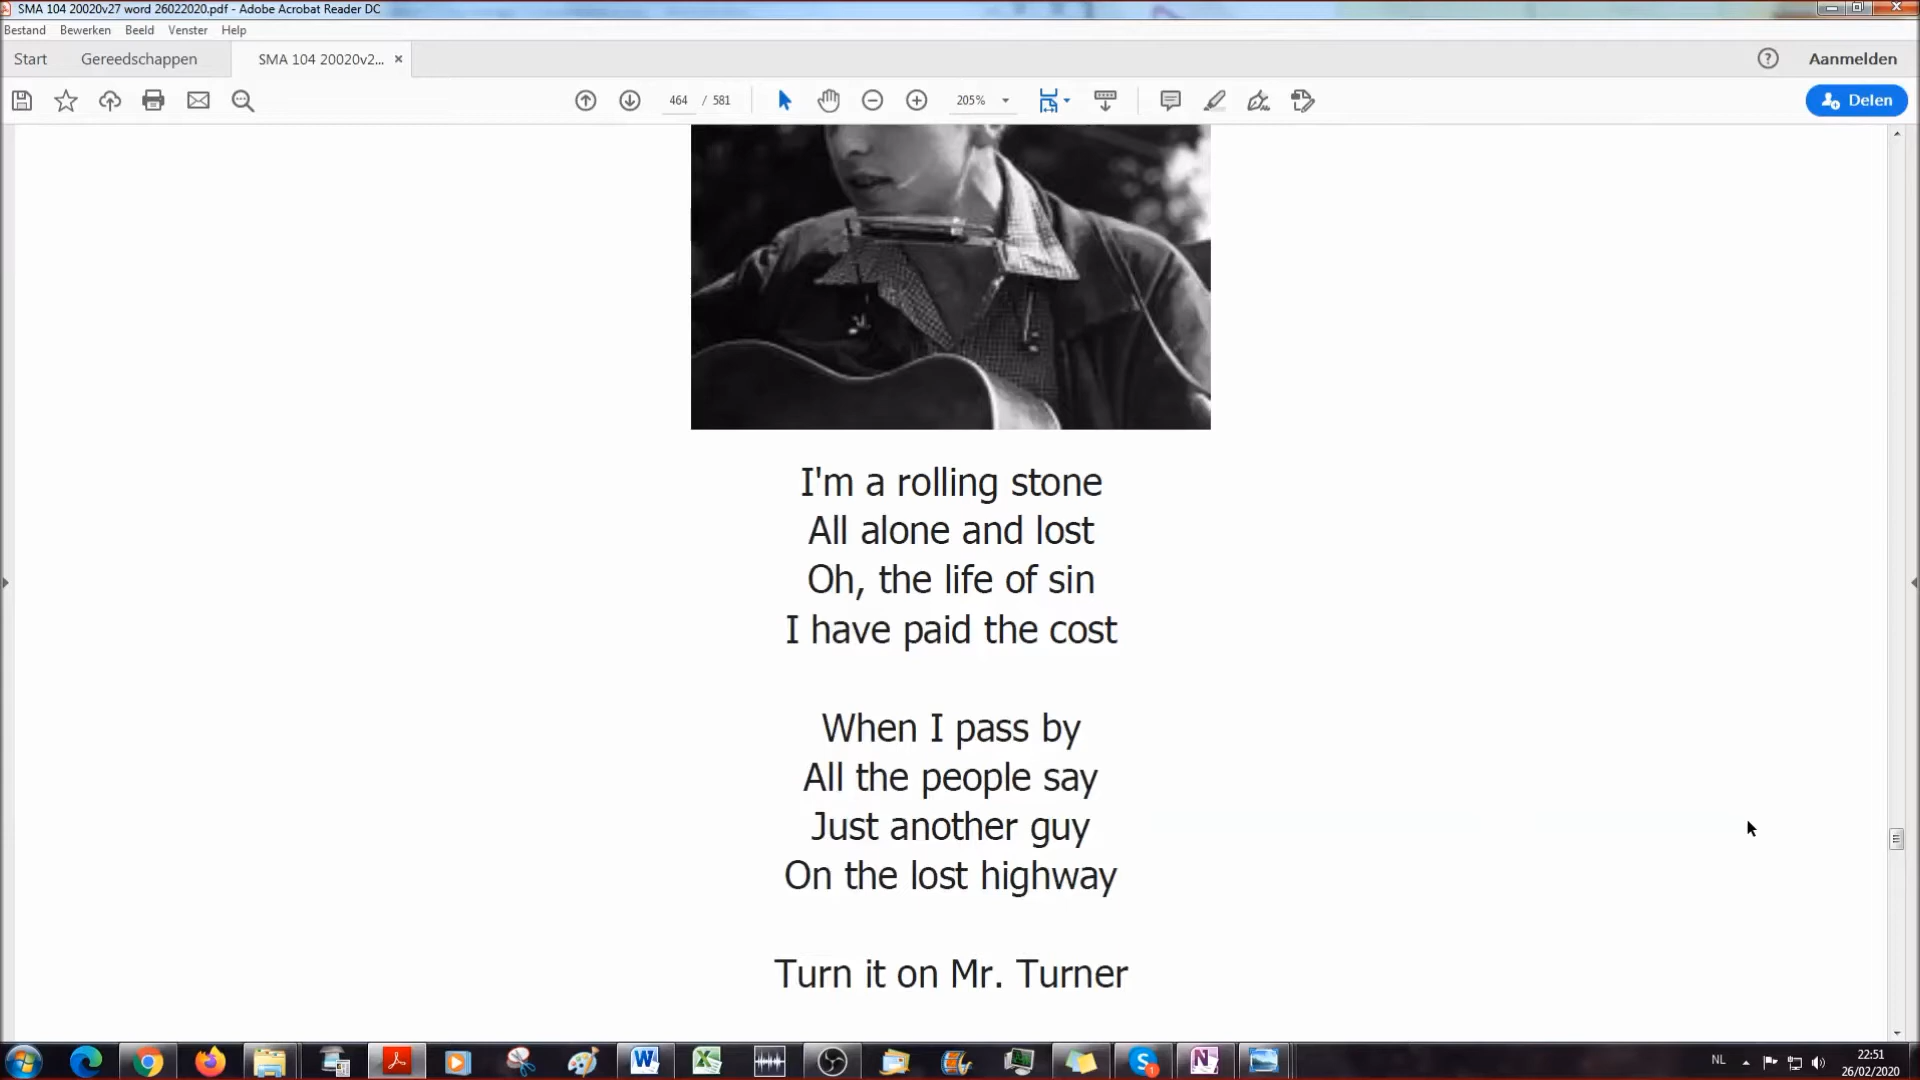 SMA 104 20020v27 word 26022020.pdf - Adobe Acrobat Reader DC
Bestand Bewerken Beeld Venster Help
Start Gereedschappen SMA 104 20020v2... Aanmelden
464 / 581 205% Delen
I'm a rolling stone
All alone and lost
Oh, the life of sin
I have paid the cost
When I pass by
All the people say
Just another guy
On the lost highway
Turn it on Mr. Turner
NL 22:51
26/02/2020